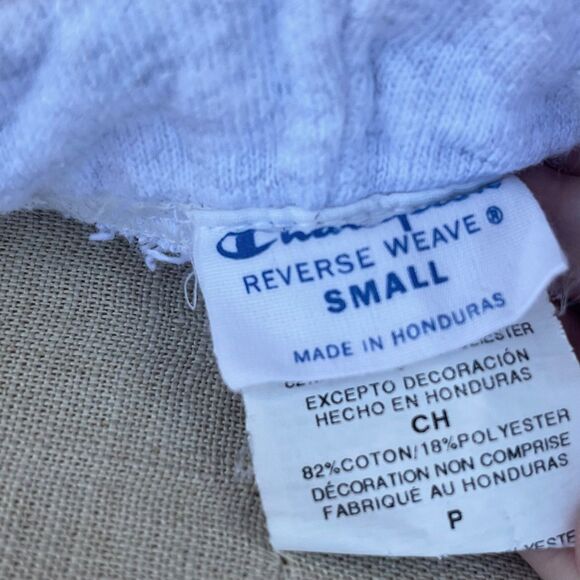 Champion
REVERSE WEAVE®
SMALL
MADE IN HONDURAS
EXCEPTO DECORACIÓN
HECHO EN HONDURAS
CH
82%COTON/18%POLYESTER
DÉCORATION NON COMPRISE
FABRIQUÉ AU HONDURAS
P